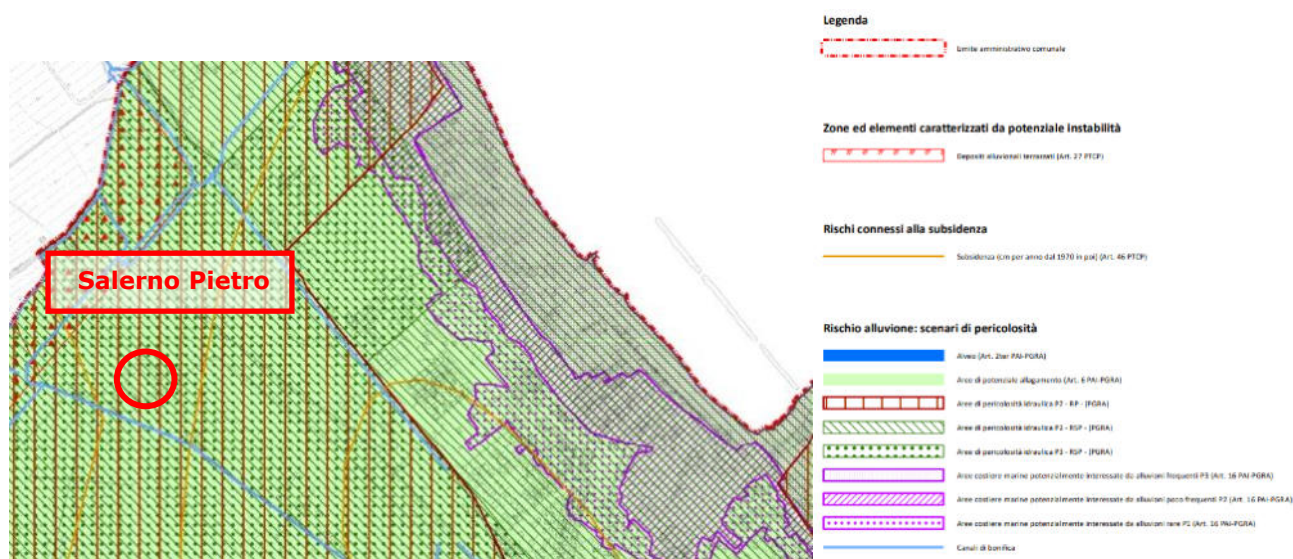 Salerno Pietro
Legenda
Limite amministrativo comunale
Zone ed elementi caratterizzati da potenziale instabilità
Depositi alluvionali terrazzati (Art. 27 PTCP)
Rischi connessi alla subsidenza
Subsidenza (cm per anno dal 1970 in poi) (Art. 46 PTCP)
Rischio alluvione: scenari di pericolosità
Alveo (Art. 2ter PAI-PGRA)
Aree di potenziale allagamento (Art. 6 PAI-PGRA)
Aree di pericolosità idraulica P2 - RP - (PGRA)
Aree di pericolosità idraulica - RSP - (PGRA)
Aree di pericolosità idraulica - RSP - (PGRA)
Aree costiere marine potenzialmente interessate da alluvioni frequenti P3 (Art. 16 PAI-PGRA)
Aree costiere marine potenzialmente interessate da alluvioni poco frequenti P2 (Art. 16 PAI-PGRA)
Aree costiere marine potenzialmente interessate da alluvioni rare P1 (Art. 16 PAI-PGRA)
Canali di bonifica